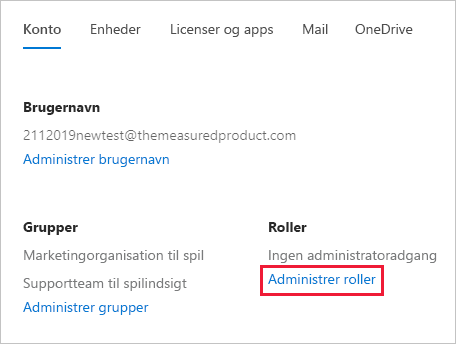 Konto Enheder Licenser og apps Mail OneDrive
Brugernavn
2112019newtest@themeasuredproduct.com
Administrer brugernavn
Grupper
Marketingorganisation til spil
Supportteam til spilindsigt
Administrer grupper
Roller
Ingen administratoradgang
Administrer roller